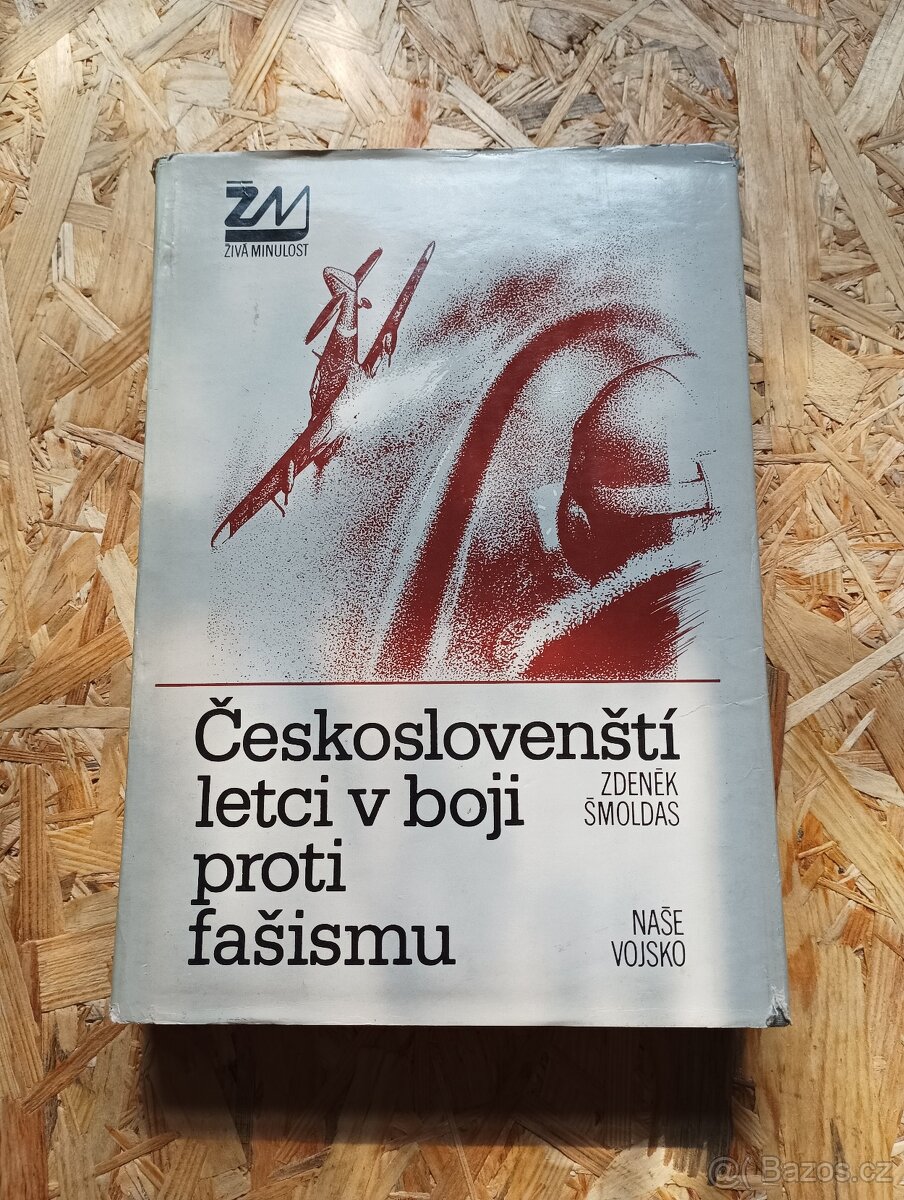 ŽM
ŽIVÁ MINULOST
Českoslovenští
letci v boji
proti
fašismu
ZDENĚK
ŠMOLDAS
NAŠE
VOJSKO
@ Bazos.cz